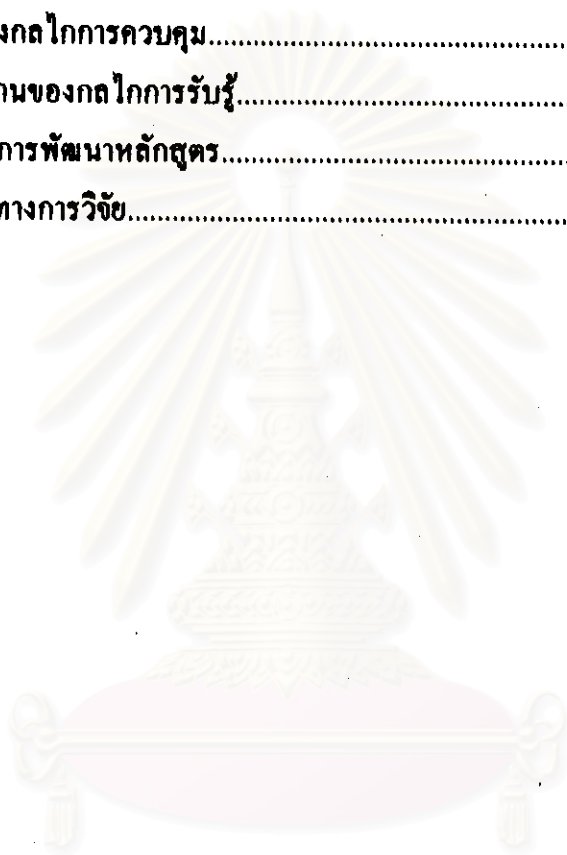 งกลไกการควบคุม.............................................
านของกลไกการรับรู้.............................................
การพัฒนาหลักสูตร.............................................
ทางการวิจัย.............................................